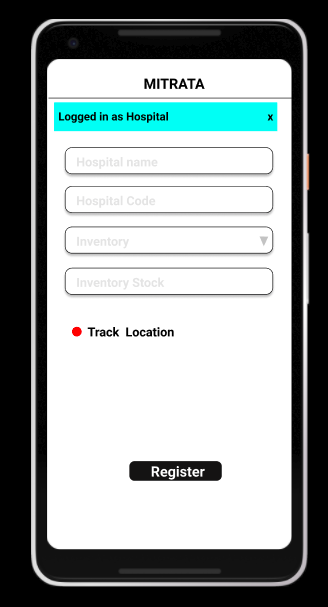 MITRATA
Logged in as Hospital x
Hospital name
Hospital Code
Inventory
Inventory Stock
Track Location
Register